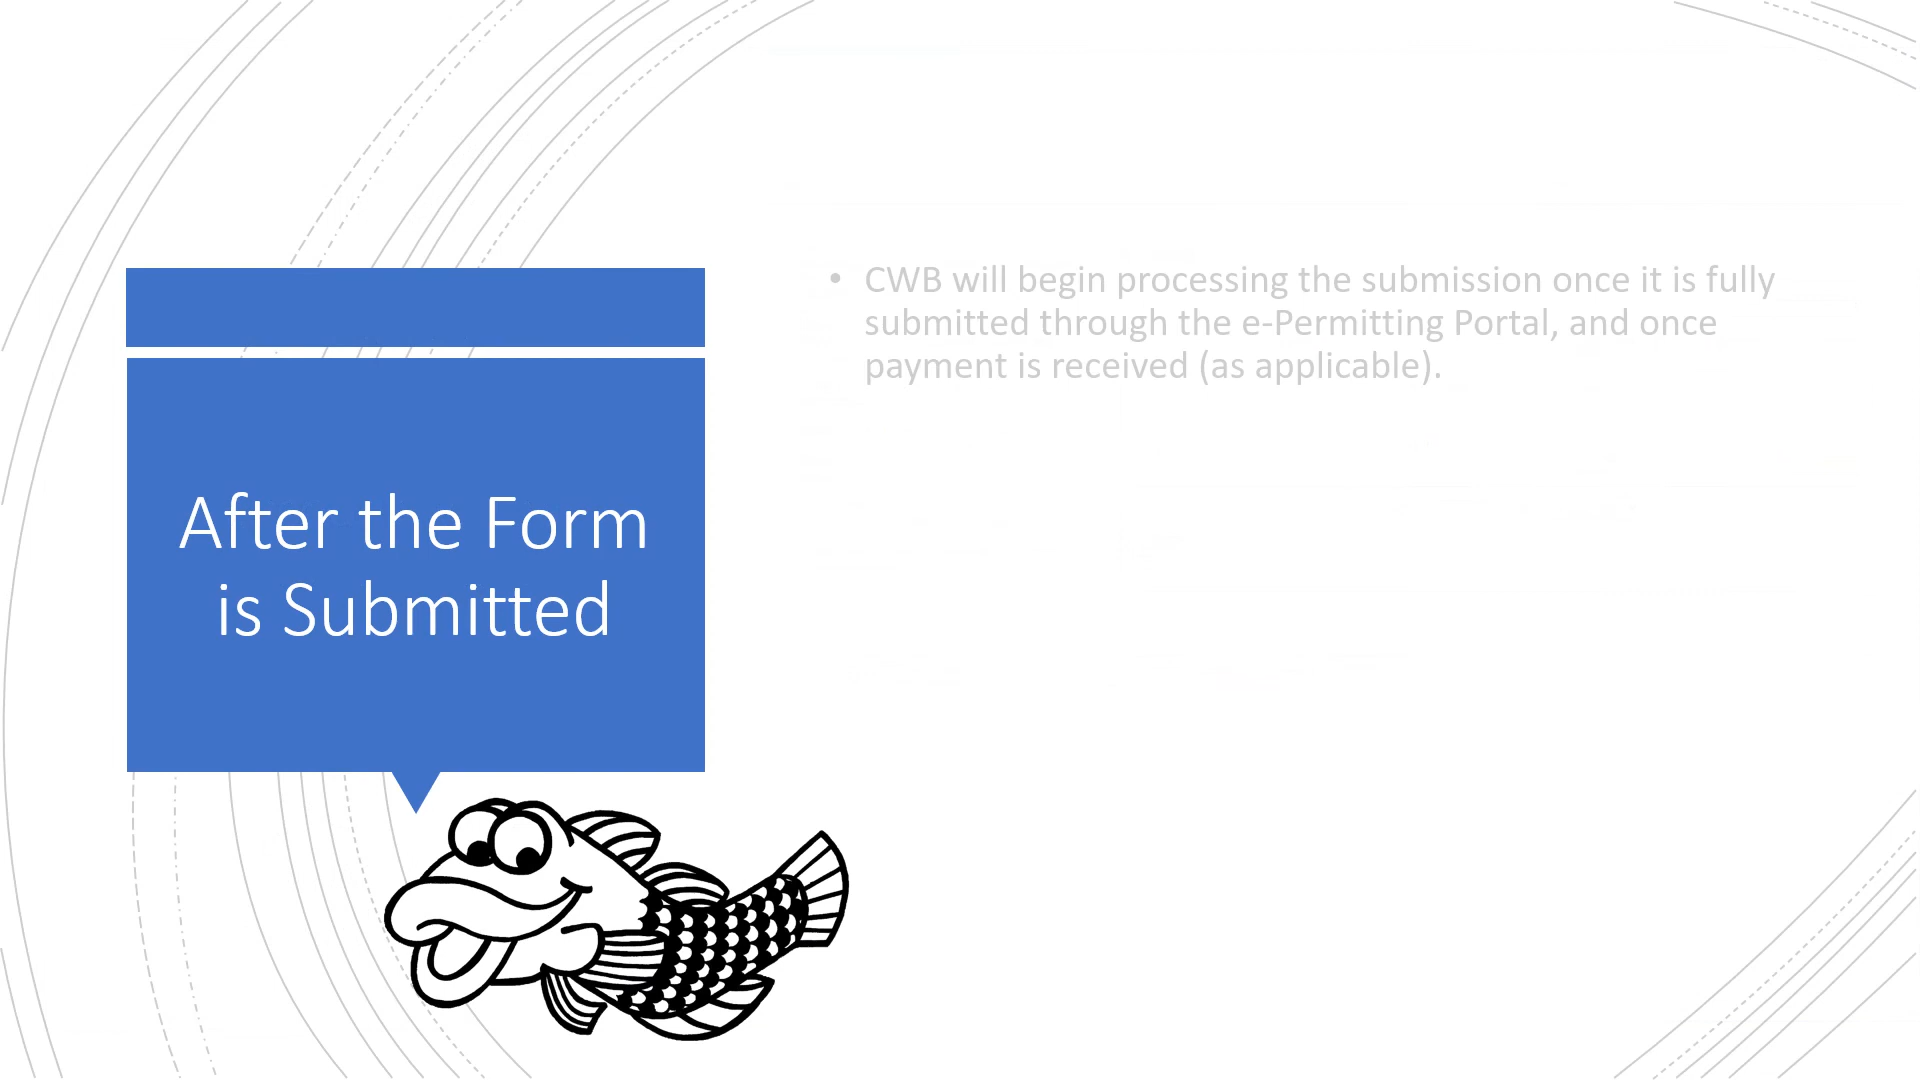 After the Form
is Submitted
• CWB will begin processing the submission once it is fully
submitted through the e-Permitting Portal, and once
payment is received (as applicable).